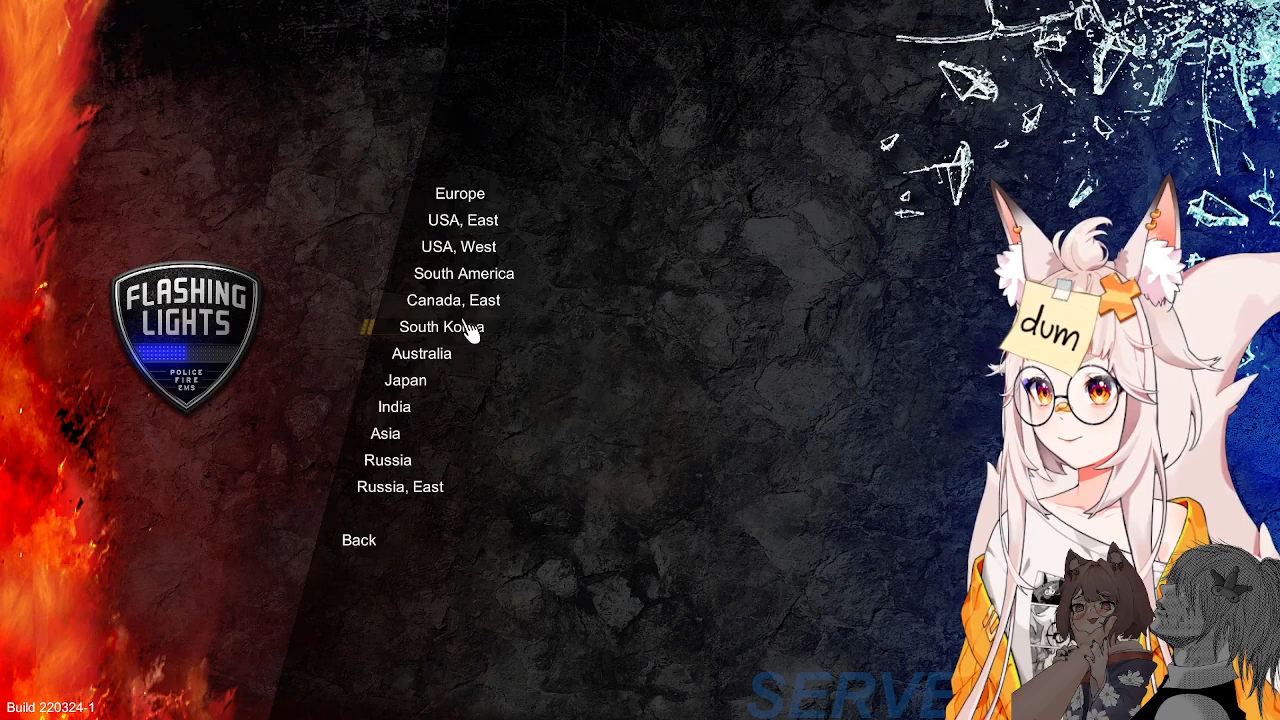 Europe
USA, East
USA, West
South America
Canada, East
South Korea
Australia
Japan
India
Asia
Russia
Russia, East
Back
FLASHING
LIGHTS
POLICE
FIRE
EMS
dum
SERVE
Build 220324-1